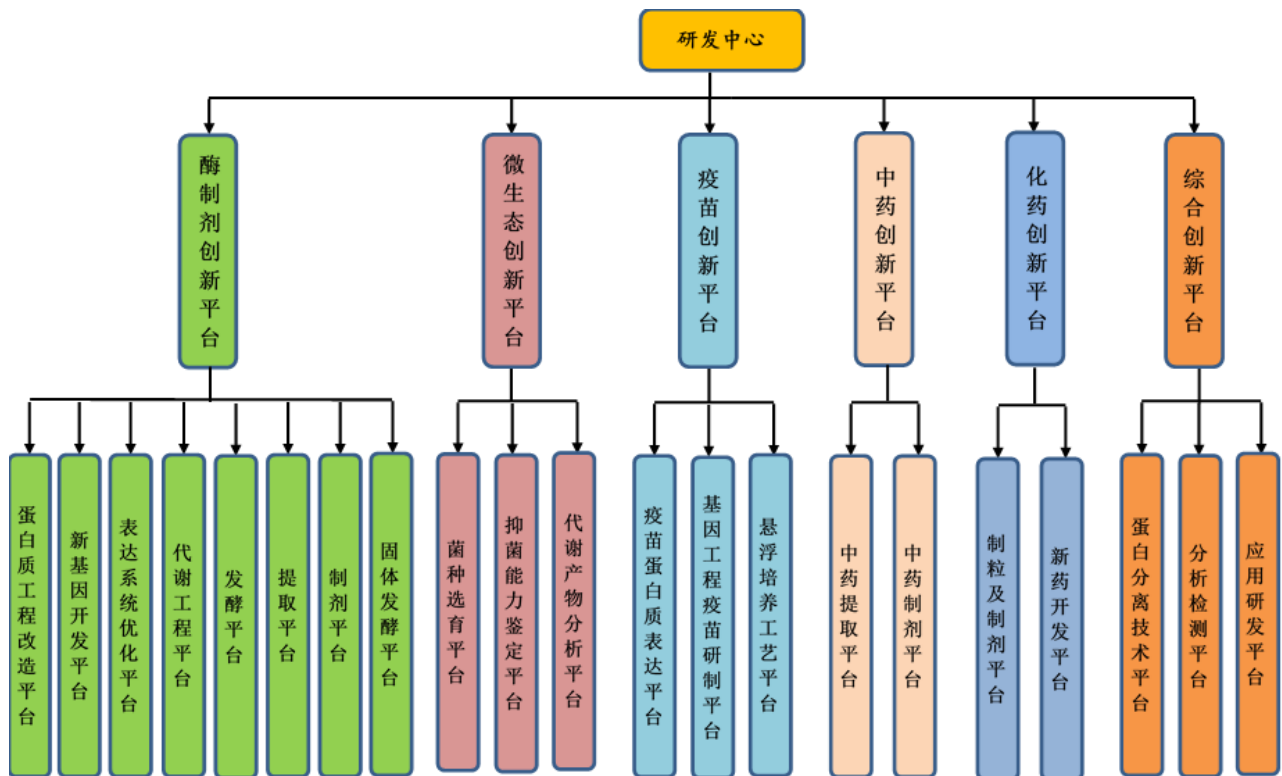 研发中心
酶制剂创新平台
微生态创新平台
疫苗创新平台
中药创新平台
化药创新平台
综合创新平台
蛋白质工程改造平台
新基因开发平台
表达系统优化平台
代谢工程平台
发酵平台
提取平台
制剂平台
固体发酵平台
菌种选育平台
抑菌能力鉴定平台
代谢产物分析平台
疫苗蛋白质表达平台
基因工程疫苗研制平台
悬浮培养工艺平台
中药提取平台
中药制剂平台
制粒及制剂平台
新药开发平台
蛋白分离技术平台
分析检测平台
应用研发平台